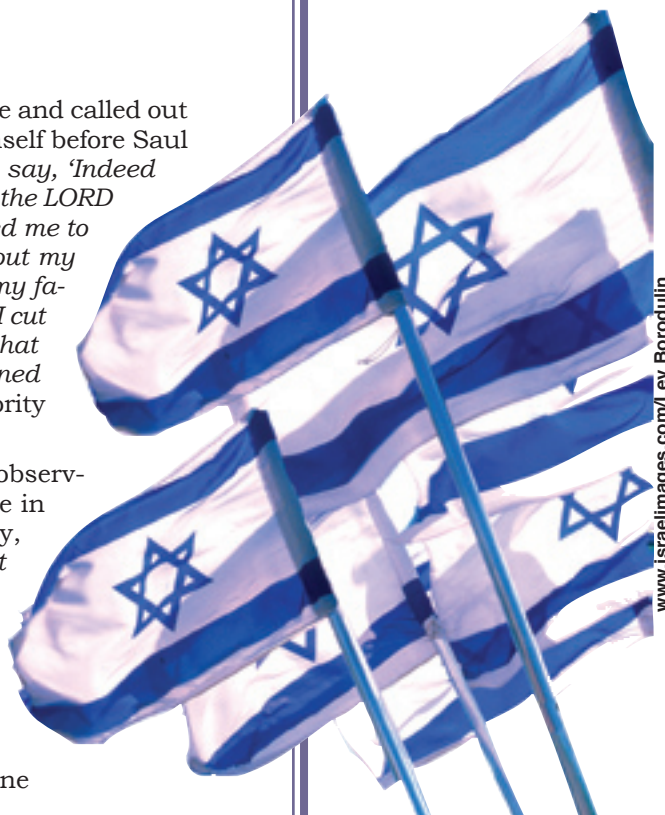 e and called out
self before Saul
say, ‘Indeed
the LORD
ed me to
out my
my fa-
I cut
hat
ned
ority
observ-
e in
y,
t
ne
www.israelimages.com/Lev Borodulin